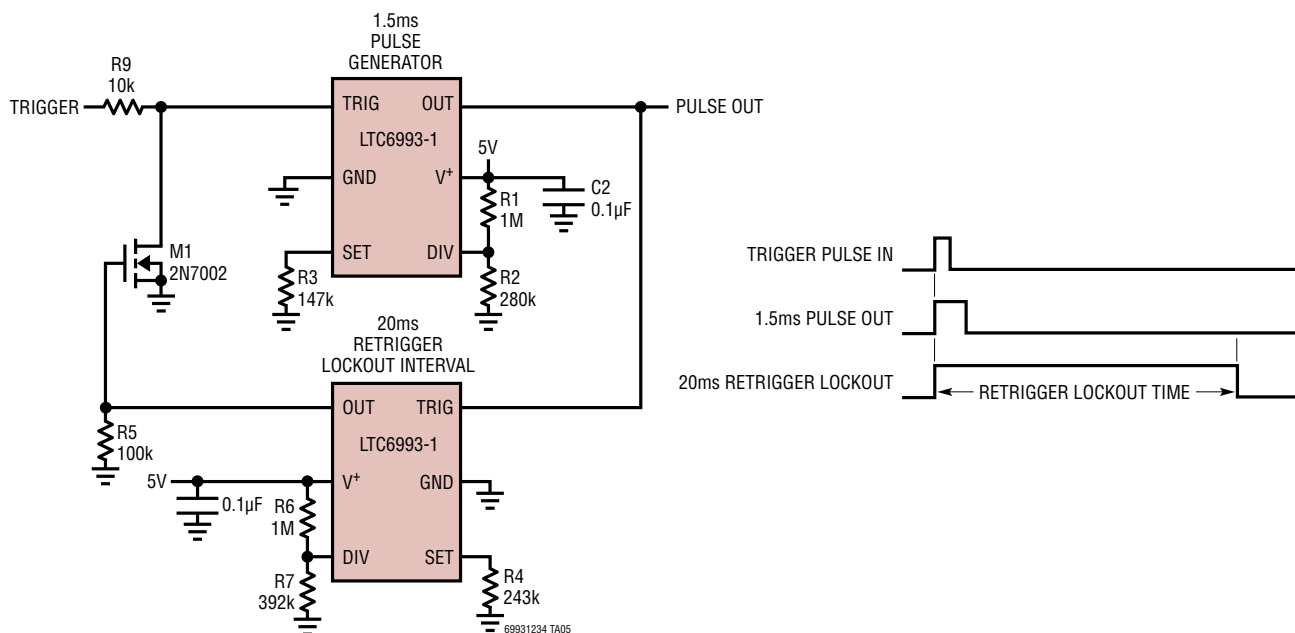 1.5ms
PULSE
GENERATOR
R9
10k
TRIGGER
TRIG
OUT
PULSE OUT
LTC6993-1
5V
GND
V+
R1
1M
C2
0.1µF
SET
DIV
M1
2N7002
R3
147k
R2
280k
20ms
RETRIGGER
LOCKOUT INTERVAL
OUT
TRIG
LTC6993-1
R5
100k
5V
V+
GND
0.1µF
R6
1M
DIV
SET
R7
392k
R4
243k
69931234 TA05
TRIGGER PULSE IN
1.5ms PULSE OUT
20ms RETRIGGER LOCKOUT
RETRIGGER LOCKOUT TIME